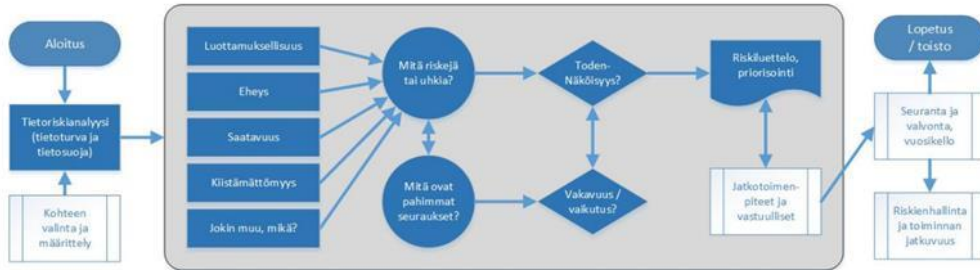 Aloitus
Tietoriskianalyysi
(tietoturva ja
tietosuoja)
Kohteen
valinta ja
määrittely
Luottamuksellisuus
Eheys
Saatavuus
Kiistämättömyys
Jokin muu, mikä?
Mitä riskejä
tai uhkia?
Mitä ovat
pahimmat
seuraukset?
Toden-
Näköisyys?
Vakavuus /
vaikutus?
Riskiluettelo,
priorisointi
Jatkotoimen-
piteet ja
vastuulliset
Lopetus
/ toisto
Seuranta ja
valvonta,
vuosikello
Riskienhallinta
ja toiminnan
jatkuvuus